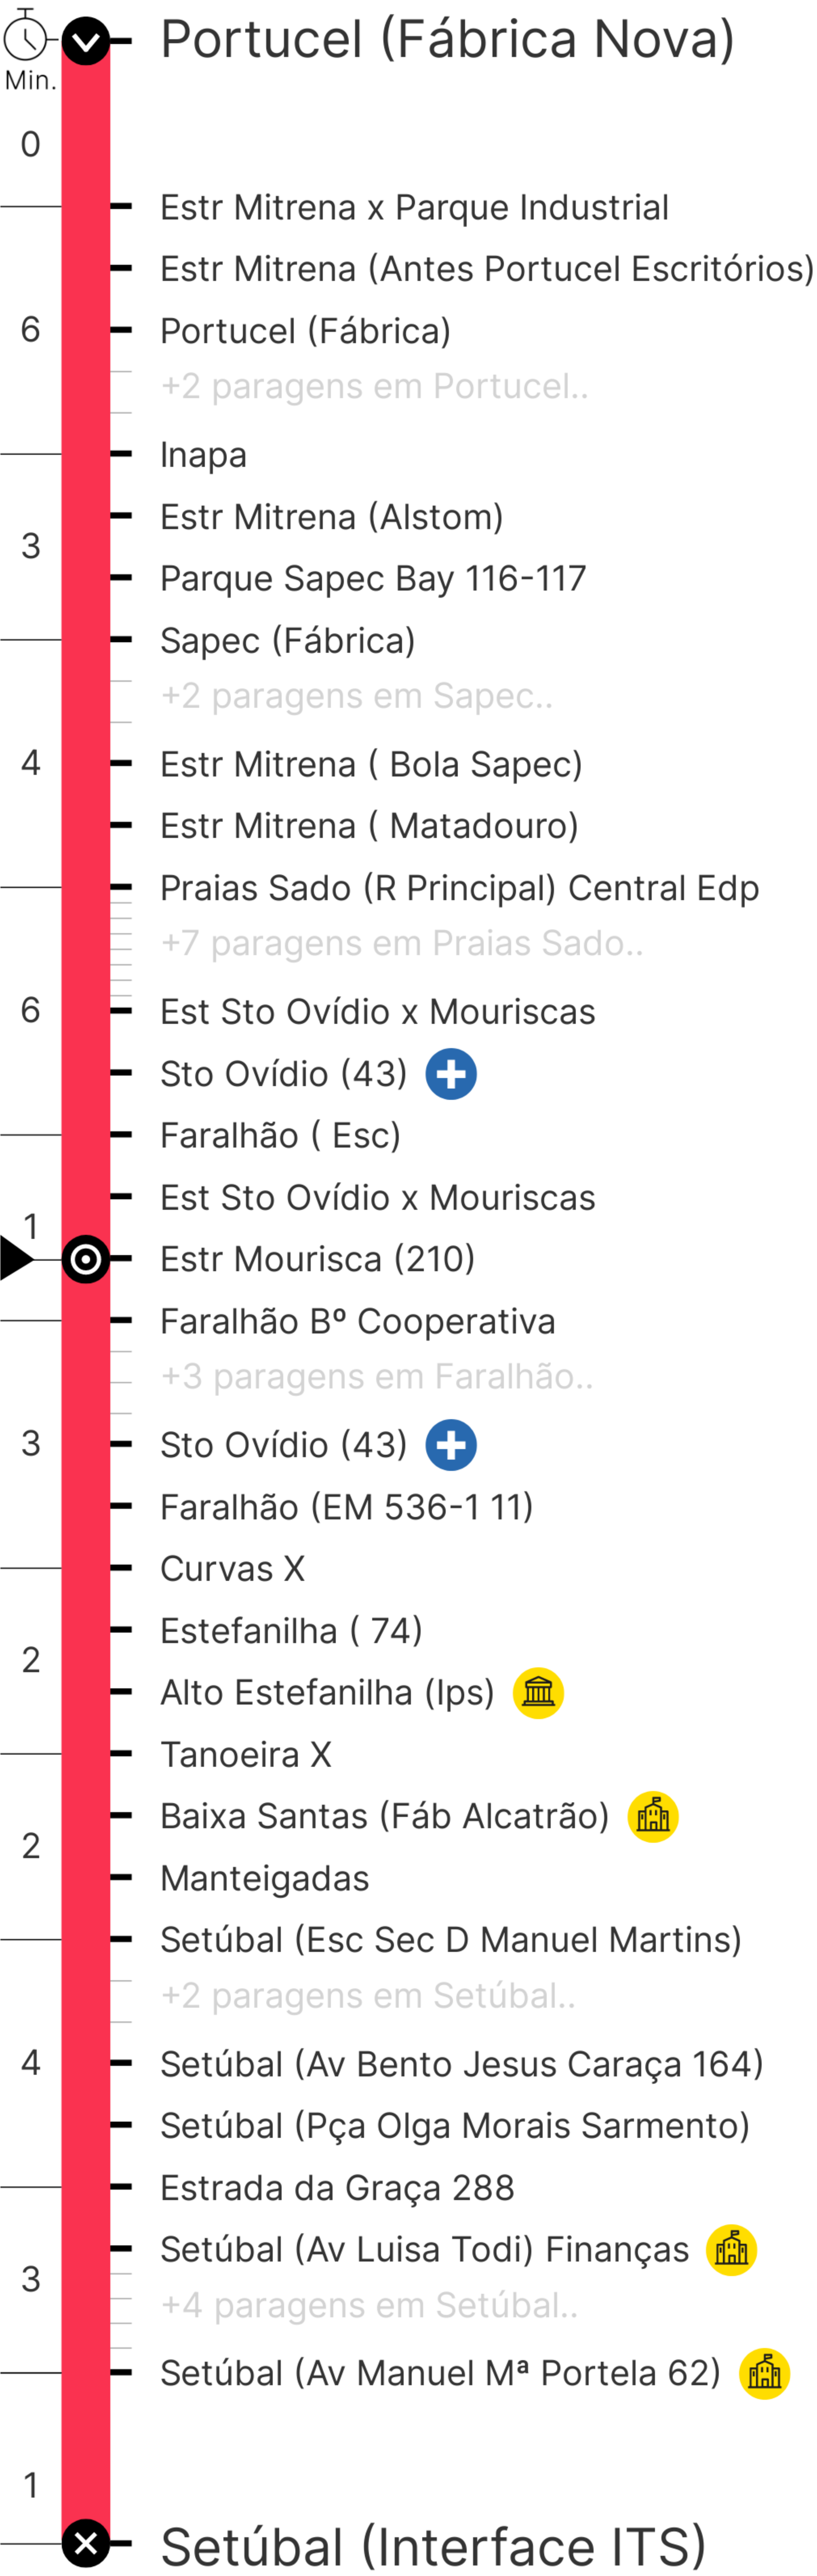 Portucel (Fábrica Nova)
Min.
0
Estr Mitrena x Parque Industrial
Estr Mitrena (Antes Portucel Escritórios)
6
Portucel (Fábrica)
+2 paragens em Portucel..
Inapa
Estr Mitrena (Alstom)
3
Parque Sapec Bay 116-117
Sapec (Fábrica)
+2 paragens em Sapec..
4
Estr Mitrena ( Bola Sapec)
Estr Mitrena ( Matadouro)
Praias Sado (R Principal) Central Edp
+7 paragens em Praias Sado..
6
Est Sto Ovídio x Mouriscas
Sto Ovídio (43)
Faralhão ( Esc)
Est Sto Ovídio x Mouriscas
1
Estr Mourisca (210)
Faralhão Bº Cooperativa
+3 paragens em Faralhão..
3
Sto Ovídio (43)
Faralhão (EM 536-1 11)
Curvas X
Estefanilha ( 74)
2
Alto Estefanilha (Ips)
Tanoeira X
Baixa Santas (Fáb Alcatrão)
2
Manteigadas
Setúbal (Esc Sec D Manuel Martins)
+2 paragens em Setúbal..
4
Setúbal (Av Bento Jesus Caraça 164)
Setúbal (Pça Olga Morais Sarmento)
Estrada da Graça 288
Setúbal (Av Luisa Todi) Finanças
3
+4 paragens em Setúbal..
Setúbal (Av Manuel Mª Portela 62)
1
Setúbal (Interface ITS)